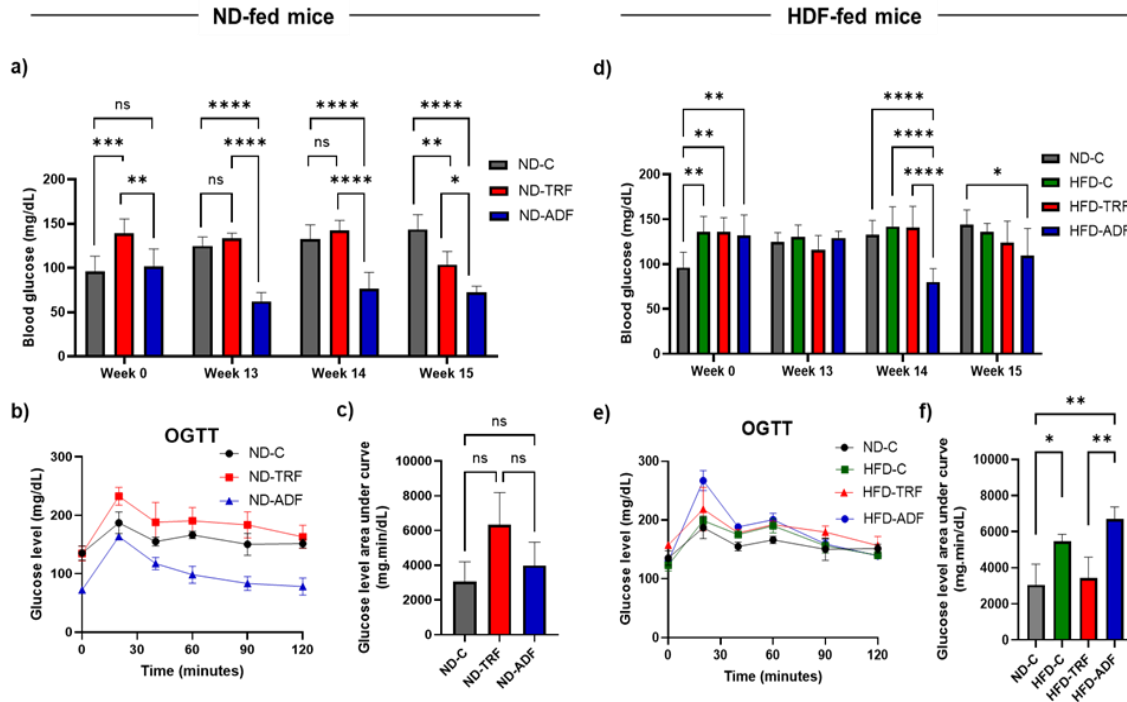 ND-fed mice
HDF-fed mice
a)
ns
****
****
****
***
**
ns
****
ns
****
**
*
ND-C
ND-TRF
ND-ADF
Blood glucose (mg/dL)
200
150
100
50
0
Week 0
Week 13
Week 14
Week 15
d)
**
**
**
****
****
****
*
ND-C
HFD-C
HFD-TRF
HFD-ADF
Blood glucose (mg/dL)
200
150
100
50
0
Week 0
Week 13
Week 14
Week 15
b)
OGTT
ND-C
ND-TRF
ND-ADF
Glucose level (mg/dL)
300
200
100
0
0
30
60
90
120
Time (minutes)
c)
ns
ns
ns
Glucose level area under curve
(mg.min/dL)
10000
8000
6000
4000
2000
0
ND-C
ND-TRF
ND-ADF
e)
OGTT
ND-C
HFD-C
HFD-TRF
HFD-ADF
Glucose level (mg/dL)
300
200
100
0
0
30
60
90
120
Time (minutes)
f)
**
*
**
Glucose level area under curve
(mg.min/dL)
10000
8000
6000
4000
2000
0
ND-C
HFD-C
HFD-TRF
HFD-ADF